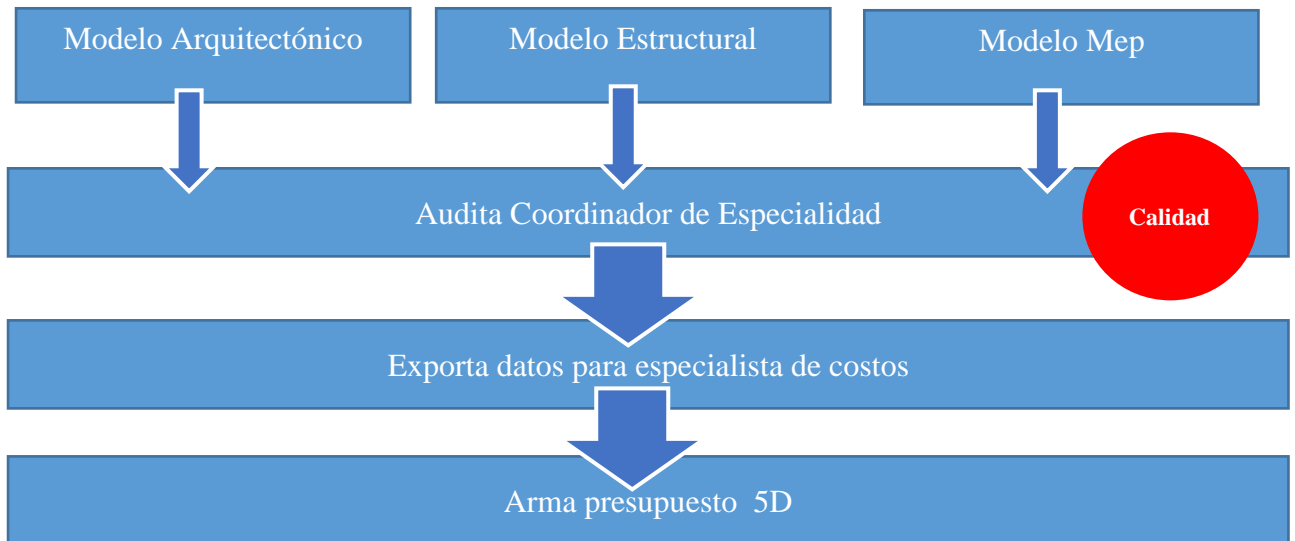 Modelo Arquitectónico
Modelo Estructural
Modelo Mep
Audita Coordinador de Especialidad
Calidad
Exporta datos para especialista de costos
Arma presupuesto  5D